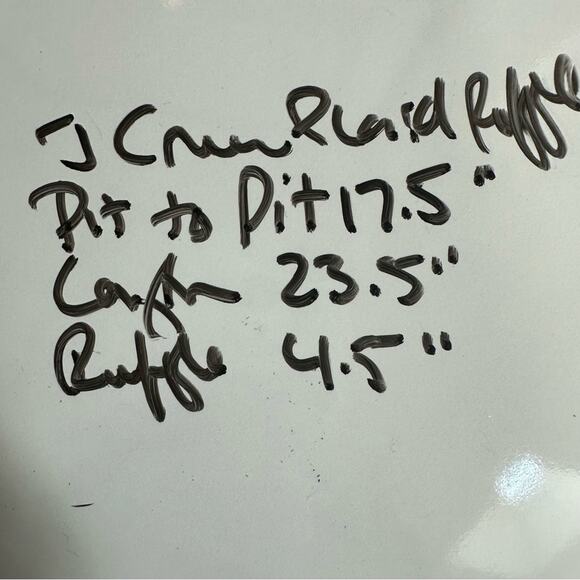 J Crew Plaid Ruffle
Pit to Pit 17.5"
Length 23.5"
Ruffle 4.5"